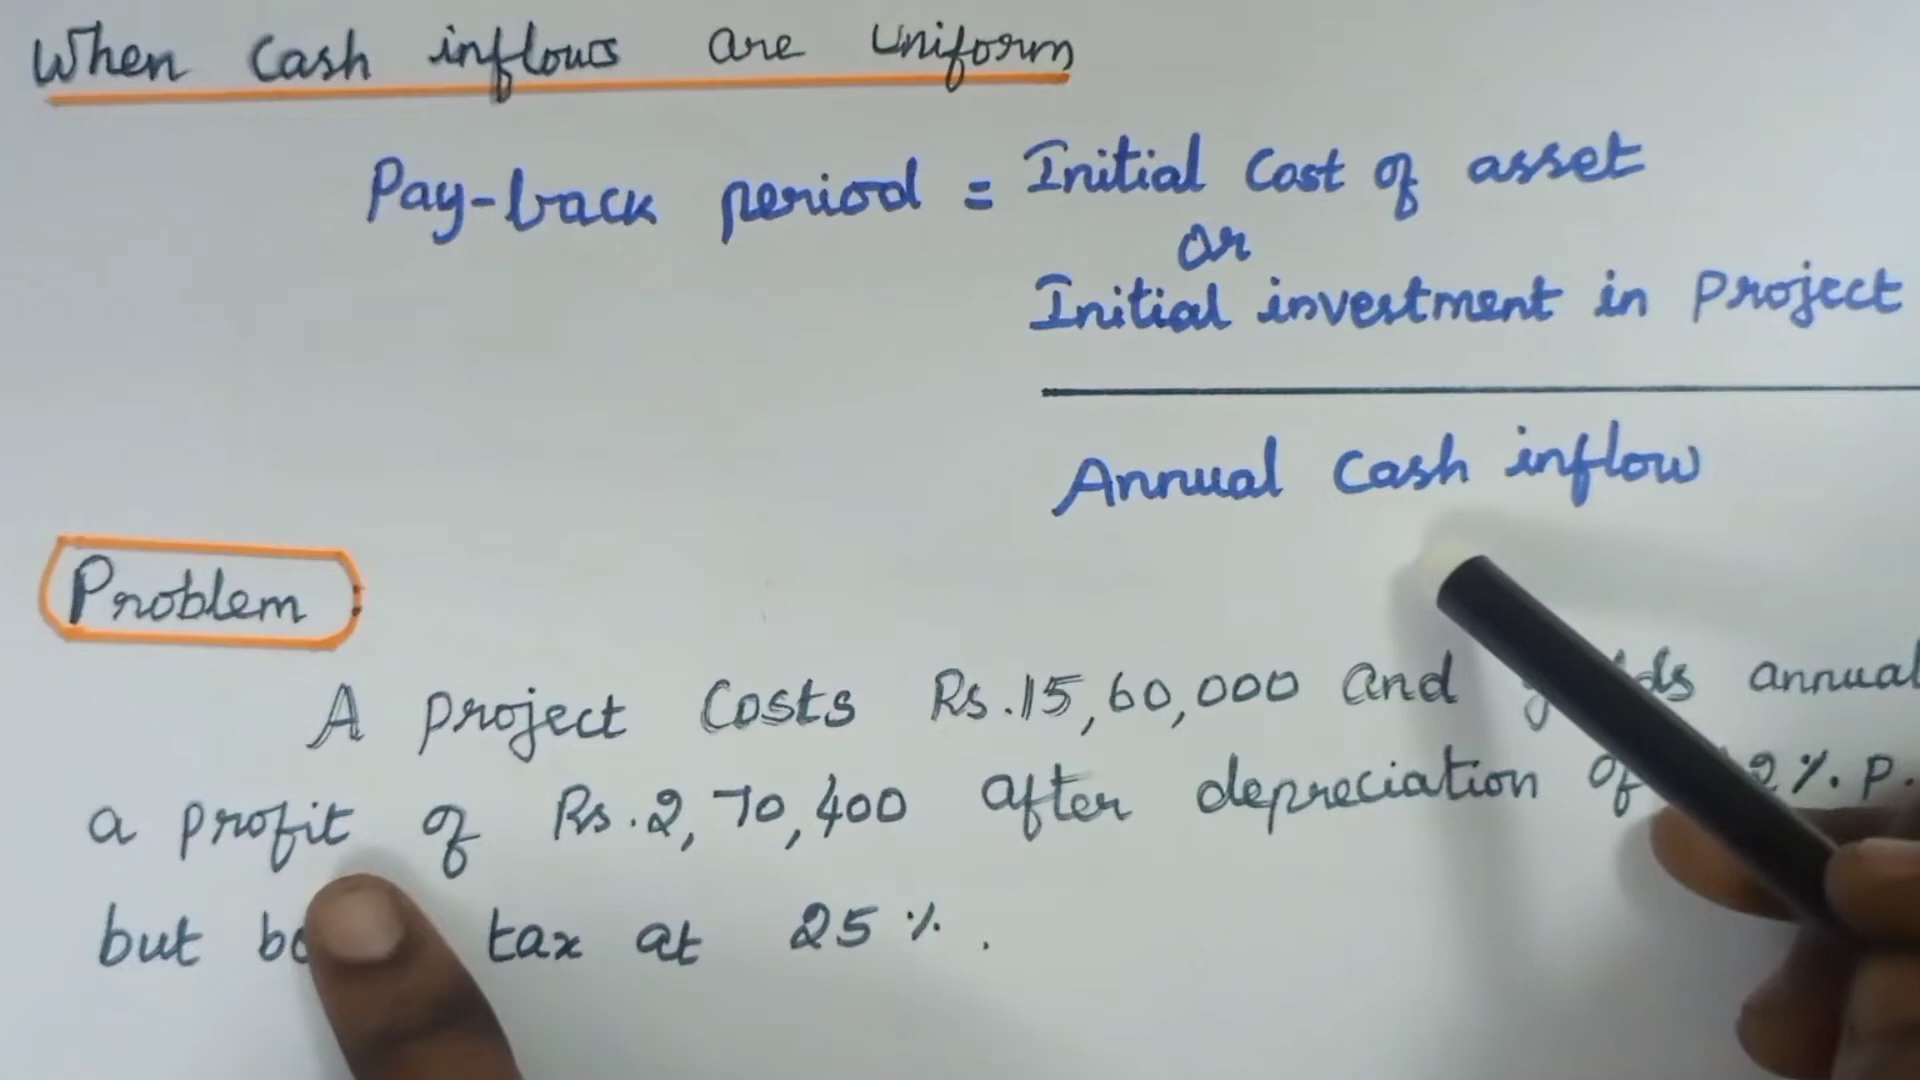 When Cash inflows are uniform
Pay-back period = Initial Cost of asset
or
Initial investment in project
Annual Cash inflow
Problem
A project Costs Rs.15,60,000 and annual
a profit of Rs.2,70,400 after depreciation of 2%.P.
but tax at 25%.